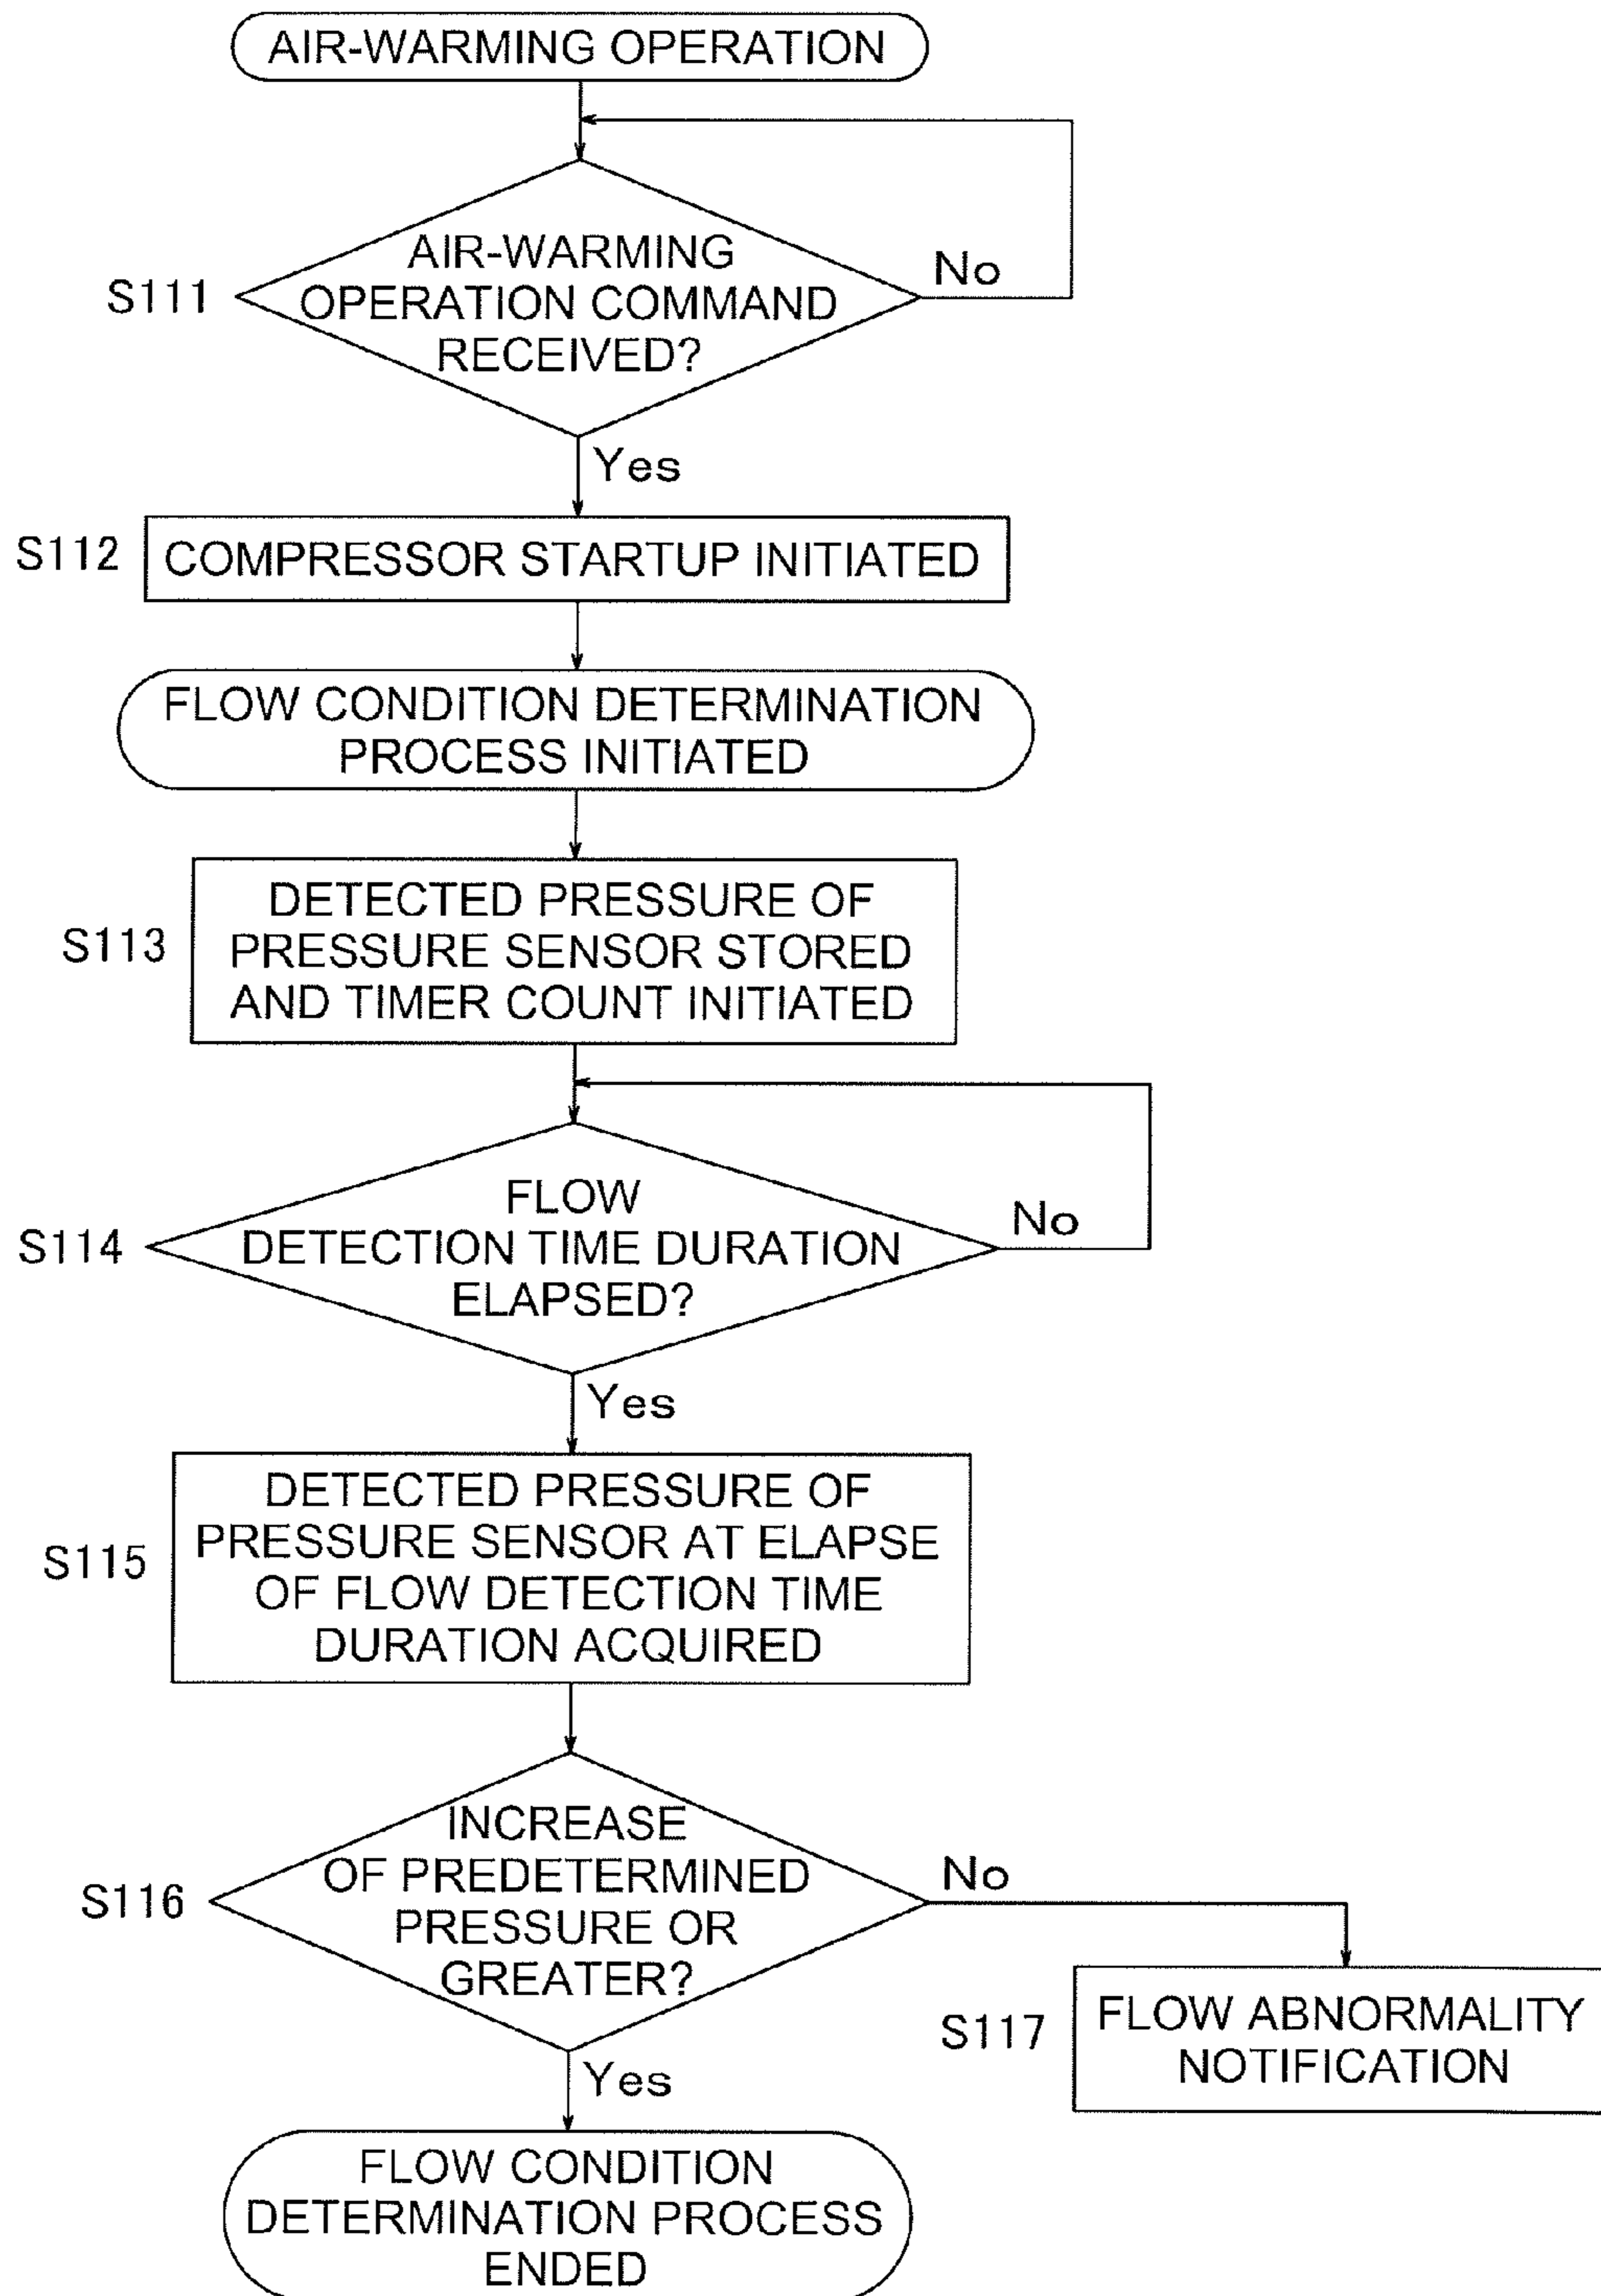 AIR-WARMING OPERATION
AIR-WARMING
OPERATION COMMAND
RECEIVED?
S111
No
Yes
S112
COMPRESSOR STARTUP INITIATED
FLOW CONDITION DETERMINATION
PROCESS INITIATED
S113
DETECTED PRESSURE OF
PRESSURE SENSOR STORED
AND TIMER COUNT INITIATED
S114
FLOW
DETECTION TIME DURATION
ELAPSED?
No
Yes
S115
DETECTED PRESSURE OF
PRESSURE SENSOR AT ELAPSE
OF FLOW DETECTION TIME
DURATION ACQUIRED
S116
INCREASE
OF PREDETERMINED
PRESSURE OR
GREATER?
No
S117
FLOW ABNORMALITY
NOTIFICATION
Yes
FLOW CONDITION
DETERMINATION PROCESS
ENDED